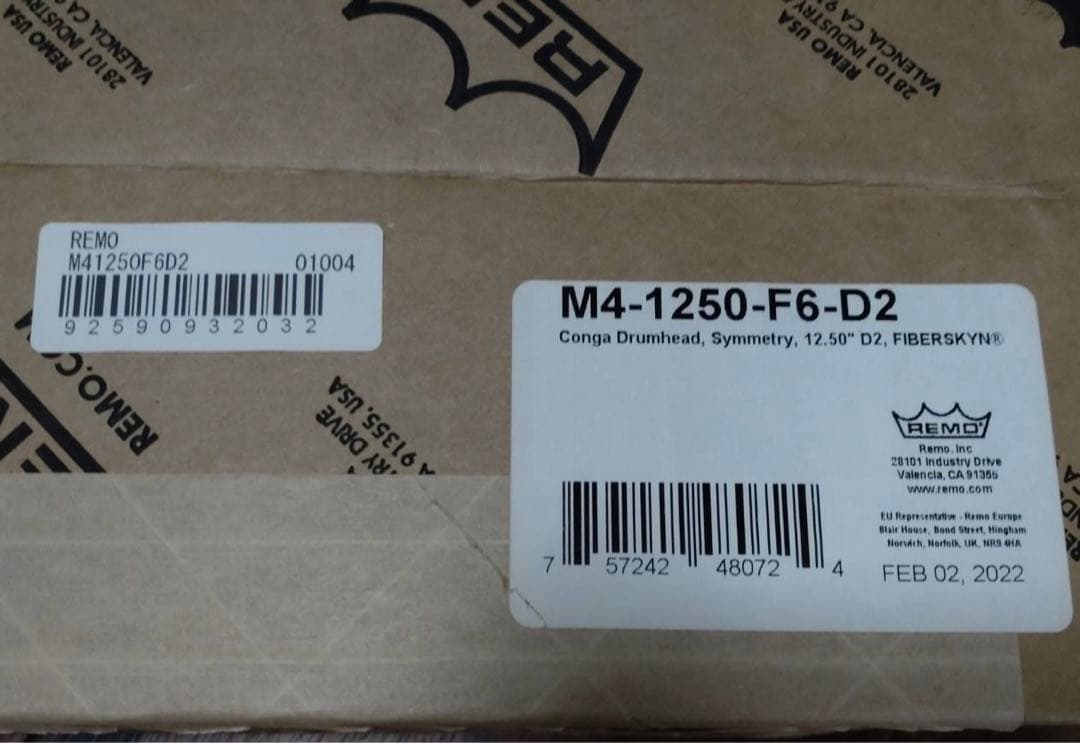 REMO USA
28101 INDUSTRY
VALENCIA, CA 9
REMO USA
28101 INDUSTRY
VALENCIA, CA 9
REMO
M41250F6D2 01004
92590932032
REMO.COM
RY DRIVE
A 91355, USA
M4-1250-F6-D2
Conga Drumhead, Symmetry, 12.50" D2, FIBERSKYN®
REMO
Remo, Inc
28101 Industry Drive
Valencia, CA 91355
www.remo.com
EU Representative - Remo Europe
Blair House, Bond Street, Hingham
Norwich, Norfolk, UK, NR9 4HA
7 57242 48072 4
FEB 02, 2022